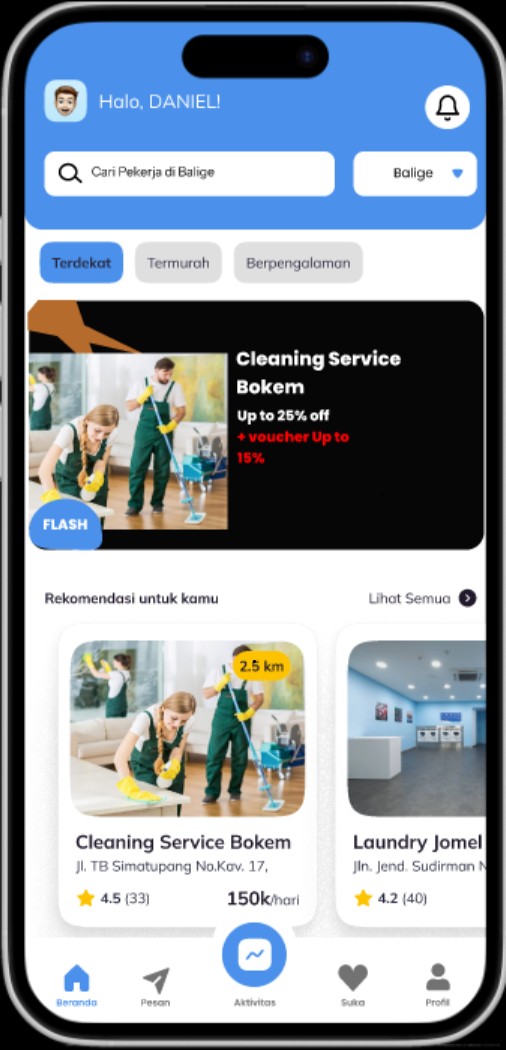 Halo, DANIEL!
Cari Pekerja di Balige
Balige
Terdekat
Termurah
Berpengalaman
Cleaning Service
Bokem
Up to 25% off
+ voucher Up to
15%
FLASH
Rekomendasi untuk kamu
Lihat Semua
2.5 km
Cleaning Service Bokem
Jl. TB Simatupang No.Kav. 17,
4.5 (33)
150k/hari
Laundry Jomel
Jln. Jend. Sudirman N
4.2 (40)
Beranda
Pesan
Aktivitas
Suka
Profil